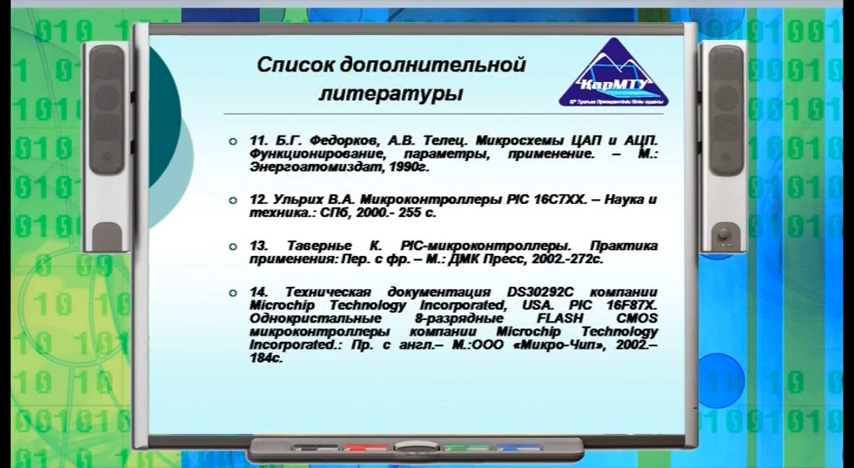 Список дополнительной
литературы
ҚарМТУ
11. Б.Г. Федорков, А.В. Телец. Микросхемы ЦАП и АЦП.
Функционирование, параметры, применение. – М.:
Энергоатомиздат, 1990г.
12. Ульрих В.А. Микроконтроллеры PIC 16C7XX. – Наука и
техника.: СПб, 2000.- 255 с.
13. Тавернье К. PIC-микроконтроллеры. Практика
применения: Пер. с фр. – М.: ДМК Пресс, 2002.-272с.
14. Техническая документация DS30292C компании
Microchip Technology Incorporated, USA. PIC 16F87X.
Однокристальные 8-разрядные FLASH CMOS
микроконтроллеры компании Microchip Technology
Incorporated.: Пр. с англ.– М.:ООО «Микро-Чип», 2002.–
184с.